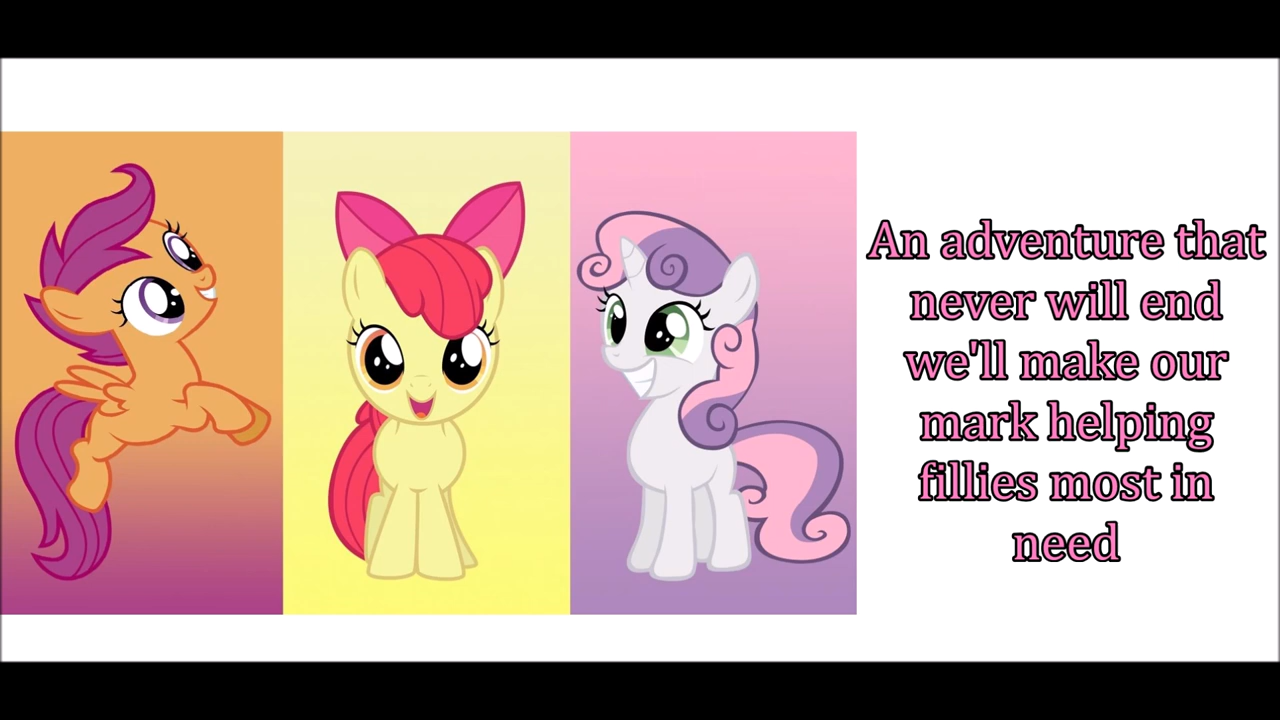 An adventure that
never will end
we'll make our
mark helping
fillies most in
need